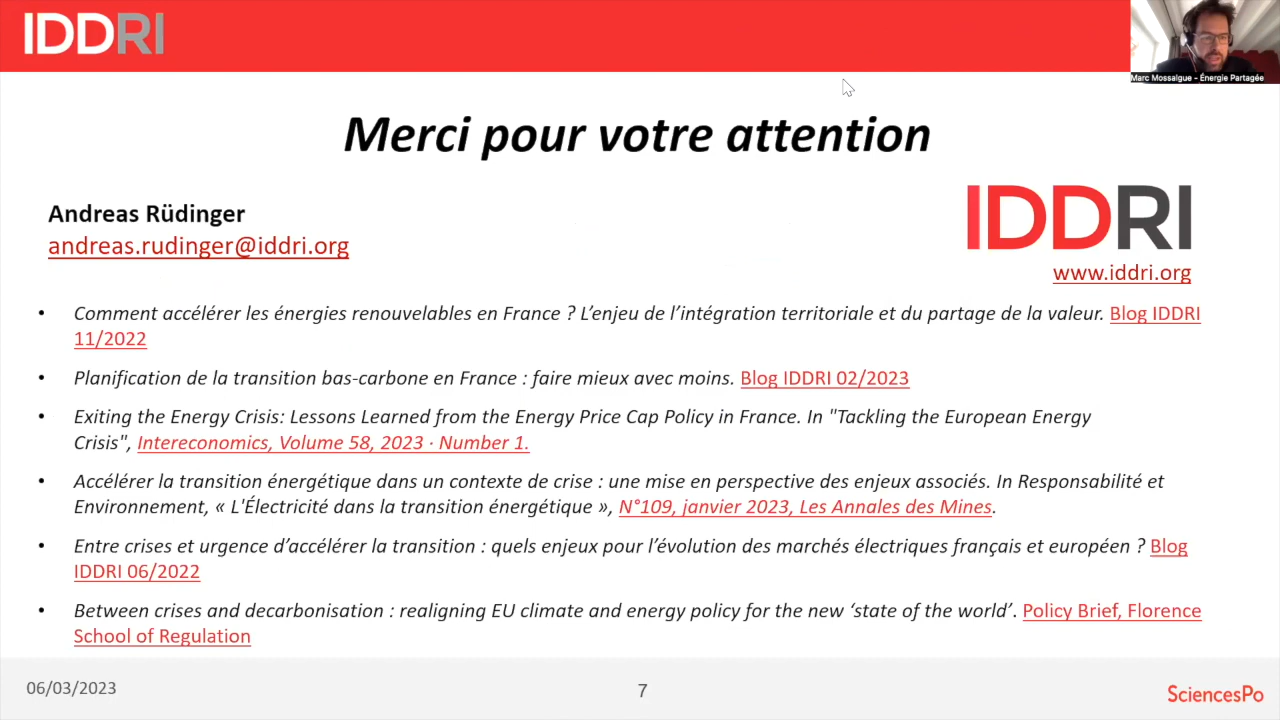 IDDRI
Marc Mossalgue - Énergie Partagée
Merci pour votre attention
Andreas Rüdinger
andreas.rudinger@iddri.org
IDDRI
www.iddri.org
• Comment accélérer les énergies renouvelables en France ? L’enjeu de l’intégration territoriale et du partage de la valeur. Blog IDDRI
11/2022
• Planification de la transition bas-carbone en France : faire mieux avec moins. Blog IDDRI 02/2023
• Exiting the Energy Crisis: Lessons Learned from the Energy Price Cap Policy in France. In "Tackling the European Energy
Crisis", Intereconomics, Volume 58, 2023 · Number 1.
• Accélérer la transition énergétique dans un contexte de crise : une mise en perspective des enjeux associés. In Responsabilité et
Environnement, « L'Électricité dans la transition énergétique », N°109, janvier 2023, Les Annales des Mines.
• Entre crises et urgence d’accélérer la transition : quels enjeux pour l’évolution des marchés électriques français et européen ? Blog
IDDRI 06/2022
• Between crises and decarbonisation : realigning EU climate and energy policy for the new ‘state of the world’. Policy Brief, Florence
School of Regulation
06/03/2023
7
SciencesPo